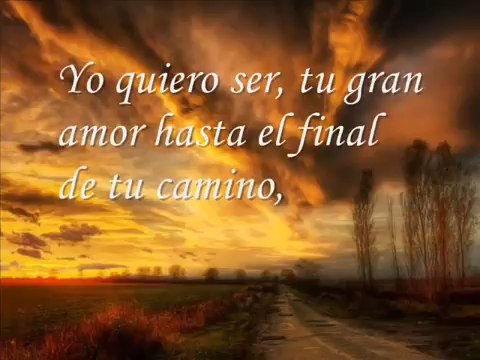 Yo quiero ser, tu gran
amor hasta el final
de tu camino,